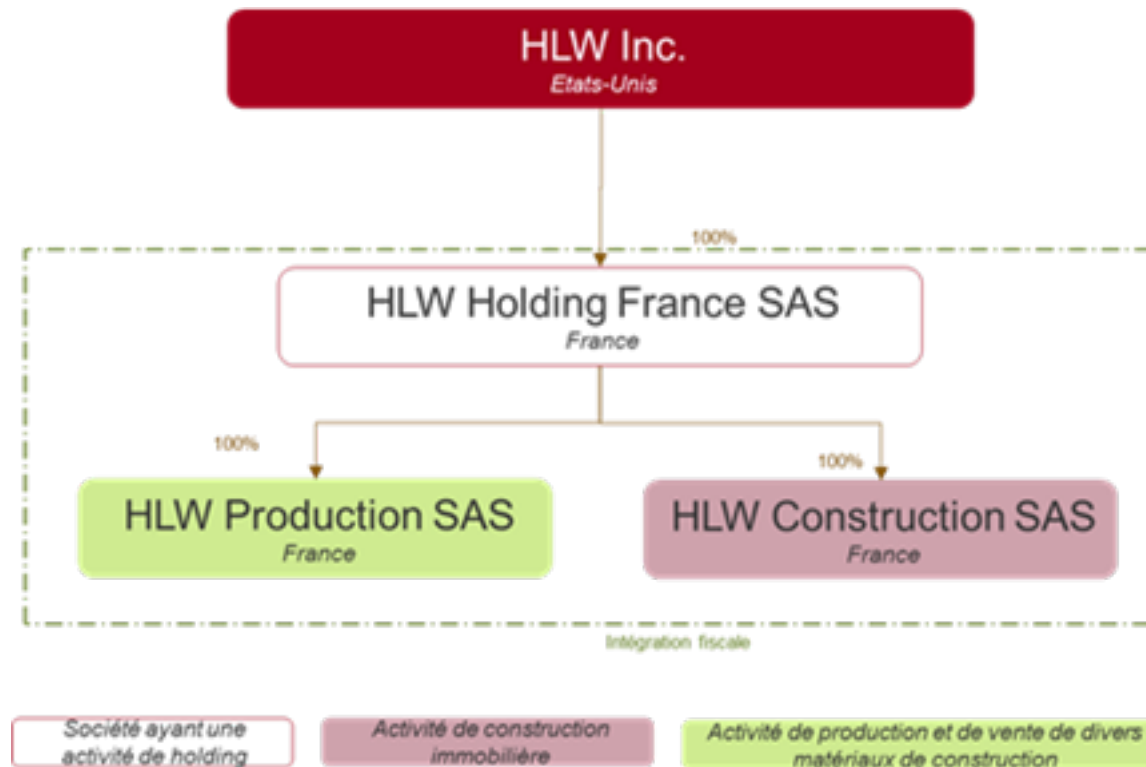 HLW Inc.
Etats-Unis
100%
HLW Holding France SAS
France
100%
100%
HLW Production SAS
France
HLW Construction SAS
France
Intégration fiscale
Société ayant une
activité de holding
Activité de construction
immobilière
Activité de production et de vente de divers
matériaux de construction